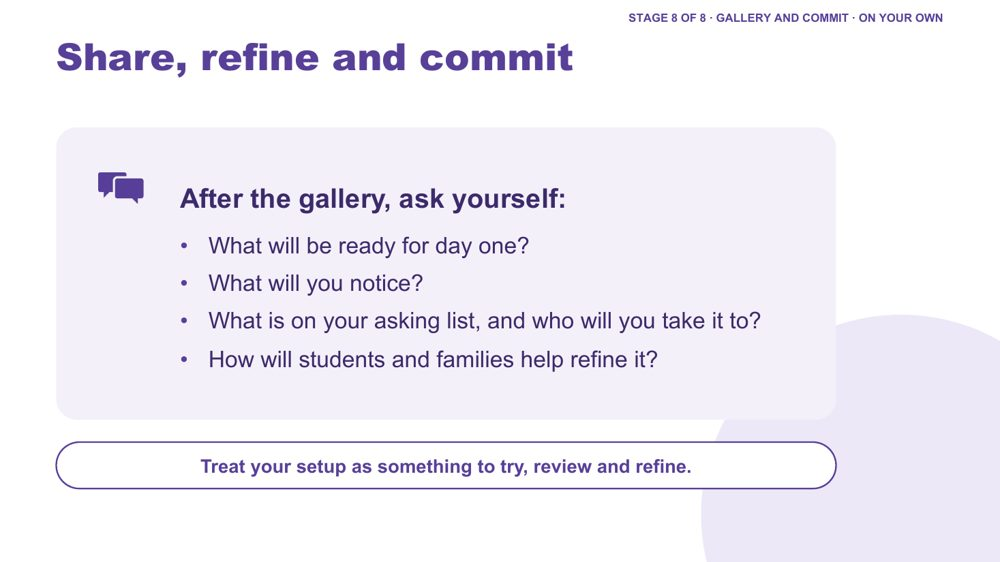 STAGE 8 OF 8 · GALLERY AND COMMIT · ON YOUR OWN
Share, refine and commit
After the gallery, ask yourself:
• What will be ready for day one?
• What will you notice?
• What is on your asking list, and who will you take it to?
• How will students and families help refine it?
Treat your setup as something to try, review and refine.